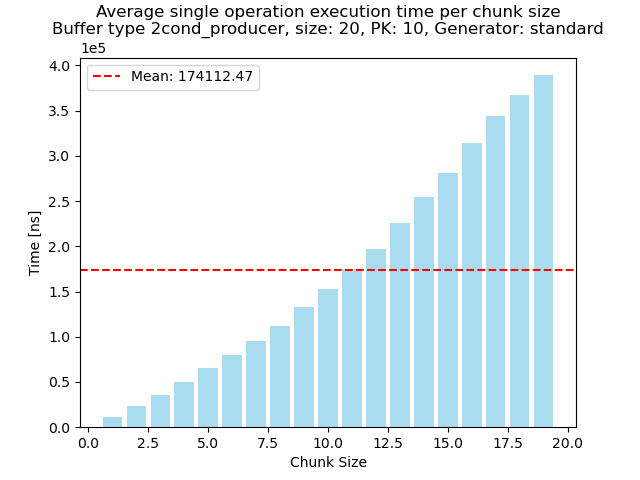 Average single operation execution time per chunk size
Buffer type 2cond_producer, size: 20, PK: 10, Generator: standard
1e5
Mean: 174112.47
4.0
3.5
3.0
2.5
2.0
1.5
1.0
0.5
0.0
Time [ns]
0.0 2.5 5.0 7.5 10.0 12.5 15.0 17.5 20.0
Chunk Size